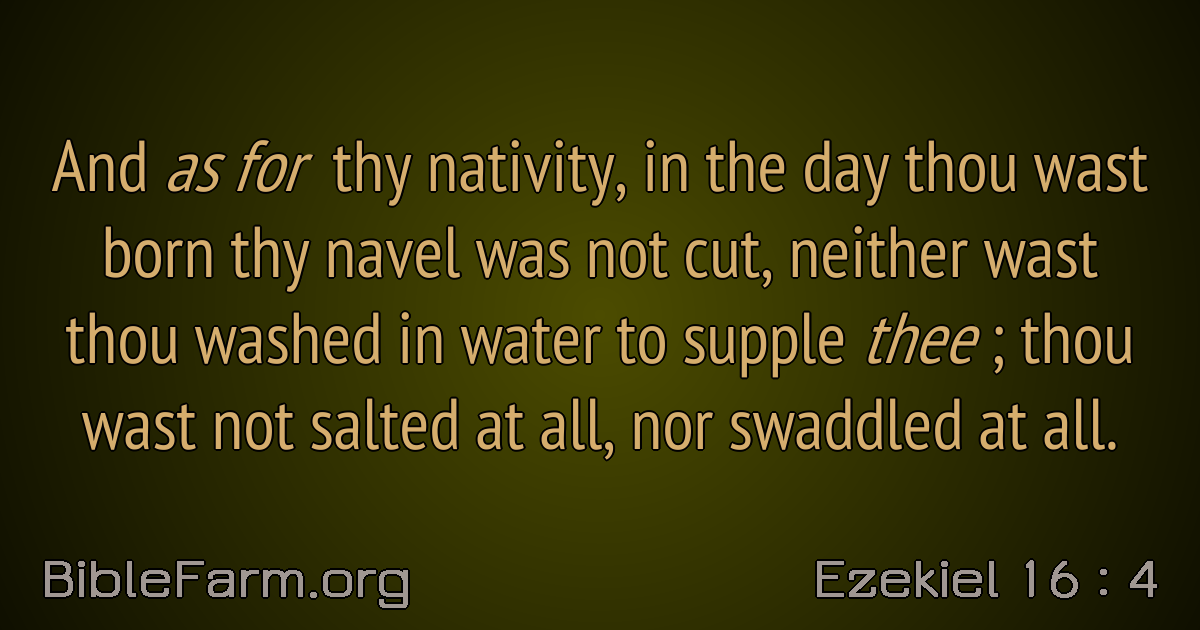 And as for thy nativity, in the day thou wast
born thy navel was not cut, neither wast
thou washed in water to supple thee ; thou
wast not salted at all, nor swaddled at all.
BibleFarm.org
Ezekiel 16 : 4